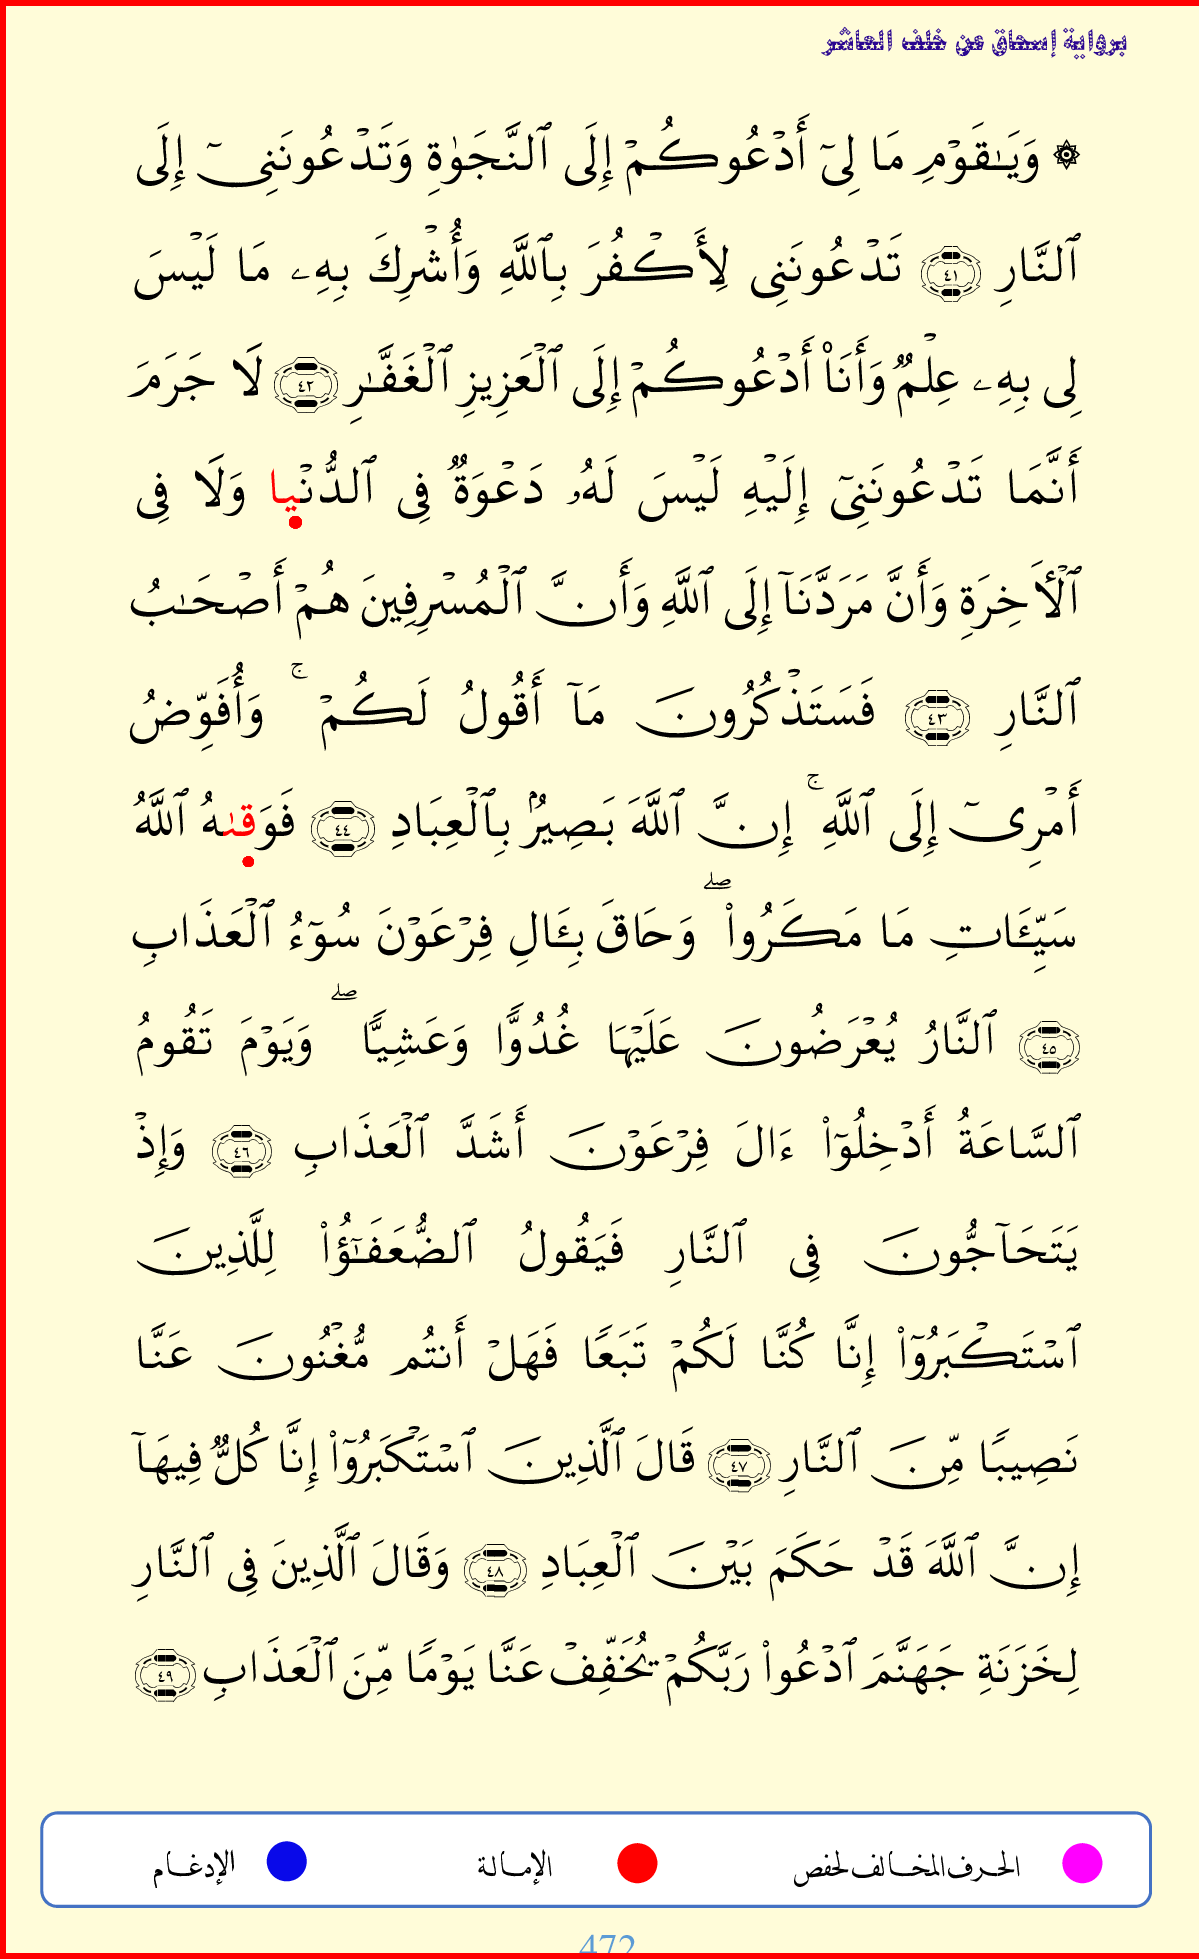 برواية إسحاق عن خلف العاشر
۞ وَيَـٰقَوۡمِ مَا لِىٓ أَدۡعُوكُمۡ إِلَى ٱلنَّجَوٰةِ وَتَدۡعُونَنِىٓ إِلَى
ٱلنَّارِ ٤١ تَدۡعُونَنِى لِأَكۡفُرَ بِٱللَّهِ وَأُشۡرِكَ بِهِۦ مَا لَيۡسَ
لِى بِهِۦ عِلۡمٌ وَأَنَا۠ أَدۡعُوكُمۡ إِلَى ٱلۡعَزِيزِ ٱلۡغَفَّـٰرِ ٤٢ لَا جَرَمَ
أَنَّمَا تَدۡعُونَنِىٓ إِلَيۡهِ لَيۡسَ لَهُۥ دَعۡوَةٌ فِى ٱلدُّنۡيا وَلَا فِى
ٱلۡأٓخِرَةِ وَأَنَّ مَرَدَّنَآ إِلَى ٱللَّهِ وَأَنَّ ٱلۡمُسۡرِفِينَ هُمۡ أَصۡحَـٰبُ
ٱلنَّارِ ٤٣ فَسَتَذۡكُرُونَ مَآ أَقُولُ لَكُمۡۚ وَأُفَوِّضُ
أَمۡرِىٓ إِلَى ٱللَّهِۚ إِنَّ ٱللَّهَ بَصِيرُۢ بِٱلۡعِبَادِ ٤٤ فَوَقىٰهُ ٱللَّهُ
سَيِّـَٔاتِ مَا مَكَرُوا۟ۖ وَحَاقَ بِـَٔالِ فِرۡعَوۡنَ سُوٓءُ ٱلۡعَذَابِ
٤٥ ٱلنَّارُ يُعۡرَضُونَ عَلَيۡهَا غُدُوًّا وَعَشِيًّاۖ وَيَوۡمَ تَقُومُ
ٱلسَّاعَةُ أَدۡخِلُوٓا۟ ءَالَ فِرۡعَوۡنَ أَشَدَّ ٱلۡعَذَابِ ٤٦ وَإِذۡ
يَتَحَآجُّونَ فِى ٱلنَّارِ فَيَقُولُ ٱلضُّعَفَـٰٓؤُا۟ لِلَّذِينَ
ٱسۡتَكۡبَرُوٓا۟ إِنَّا كُنَّا لَكُمۡ تَبَعًا فَهَلۡ أَنتُم مُّغۡنُونَ عَنَّا
نَصِيبًا مِّنَ ٱلنَّارِ ٤٧ قَالَ ٱلَّذِينَ ٱسۡتَكۡبَرُوٓا۟ إِنَّا كُلٌّ فِيهَآ
إِنَّ ٱللَّهَ قَدۡ حَكَمَ بَيۡنَ ٱلۡعِبَادِ ٤٨ وَقَالَ ٱلَّذِينَ فِى ٱلنَّارِ
لِخَزَنَةِ جَهَنَّمَ ٱدۡعُوا۟ رَبَّكُمۡ يُخَفِّفۡ عَنَّا يَوۡمًا مِّنَ ٱلۡعَذَابِ ٤٩
الحرف المخالف لحفص الإمالة الإدغام
472